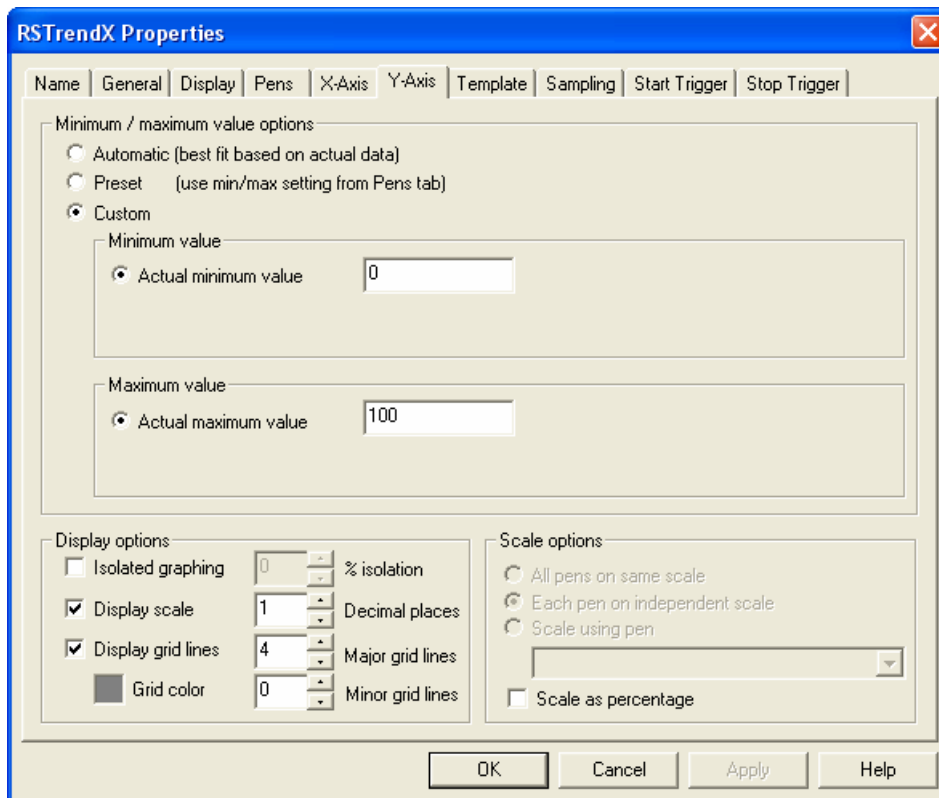 RSTrendX Properties
Name General Display Pens X-Axis Y-Axis Template Sampling Start Trigger Stop Trigger
Minimum / maximum value options
Automatic (best fit based on actual data)
Preset (use min/max setting from Pens tab)
Custom
Minimum value
Actual minimum value 0
Maximum value
Actual maximum value 100
Display options
Isolated graphing 0 % isolation
Display scale 1 Decimal places
Display grid lines 4 Major grid lines
Grid color 0 Minor grid lines
Scale options
All pens on same scale
Each pen on independent scale
Scale using pen
Scale as percentage
OK Cancel Apply Help